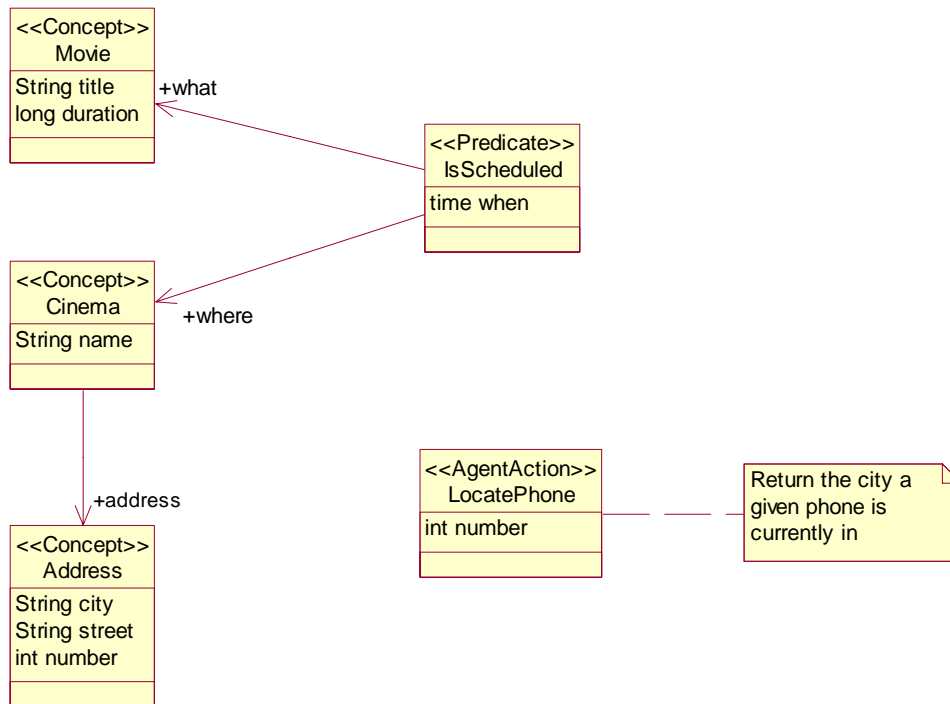 <<Concept>>
Movie
String title
long duration
+what
<<Predicate>>
IsScheduled
time when
<<Concept>>
Cinema
String name
+where
+address
<<AgentAction>>
LocatePhone
int number
Return the city a
given phone is
currently in
<<Concept>>
Address
String city
String street
int number